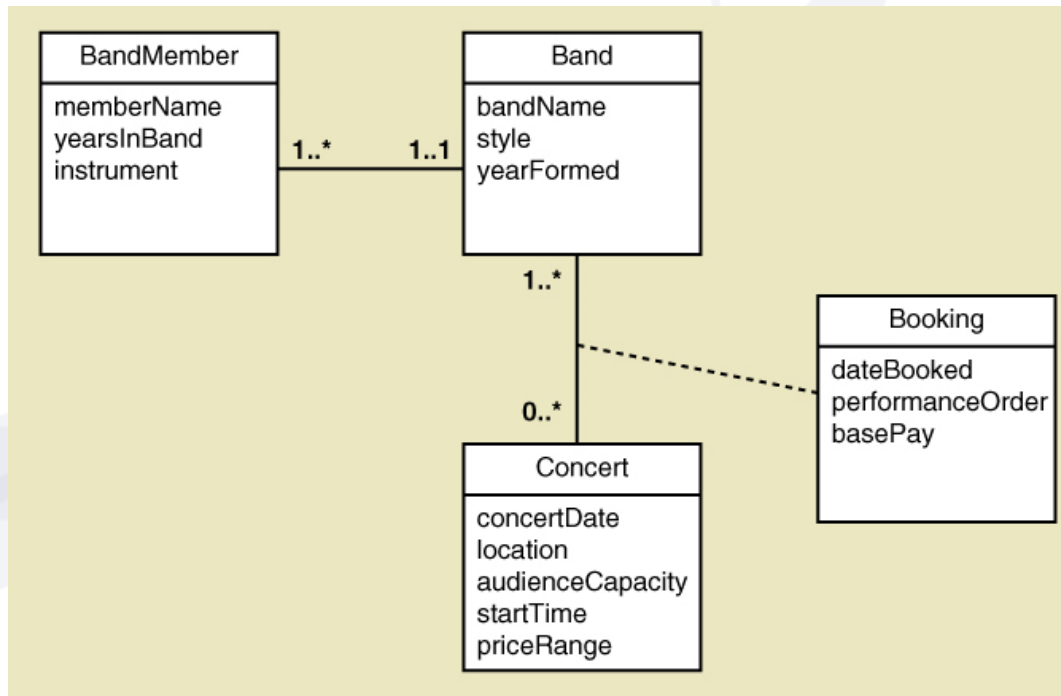 BandMember
memberName
yearsInBand
instrument
1..*
1..1
Band
bandName
style
yearFormed
1..*
0..*
Booking
dateBooked
performanceOrder
basePay
Concert
concertDate
location
audienceCapacity
startTime
priceRange